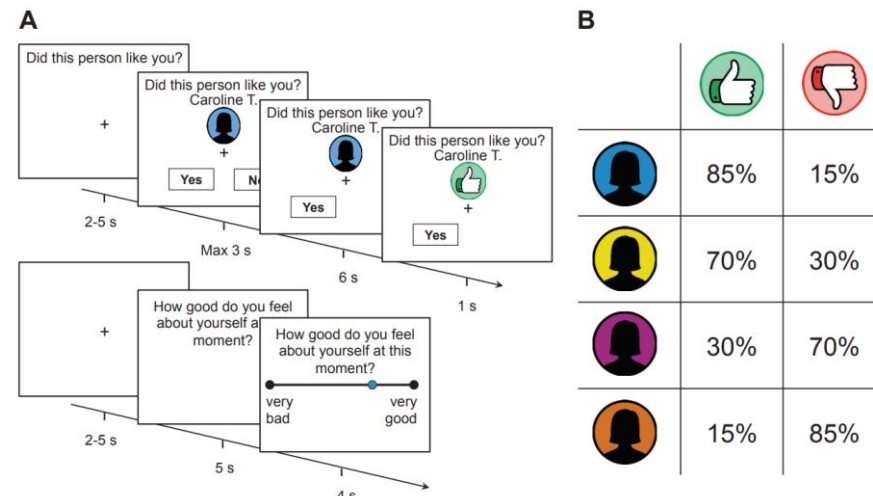 A
Did this person like you?
+
2-5 s
Did this person like you?
Caroline T.
+
Yes
Max 3 s
Did this person like you?
Caroline T.
+
Yes
6 s
Did this person like you?
Caroline T.
+
Yes
1 s
+
2-5 s
How good do you feel
about yourself
moment?
5 s
How good do you feel
about yourself at this
moment?
very very
bad good
4 s
B
85% 15%
70% 30%
30% 70%
15% 85%